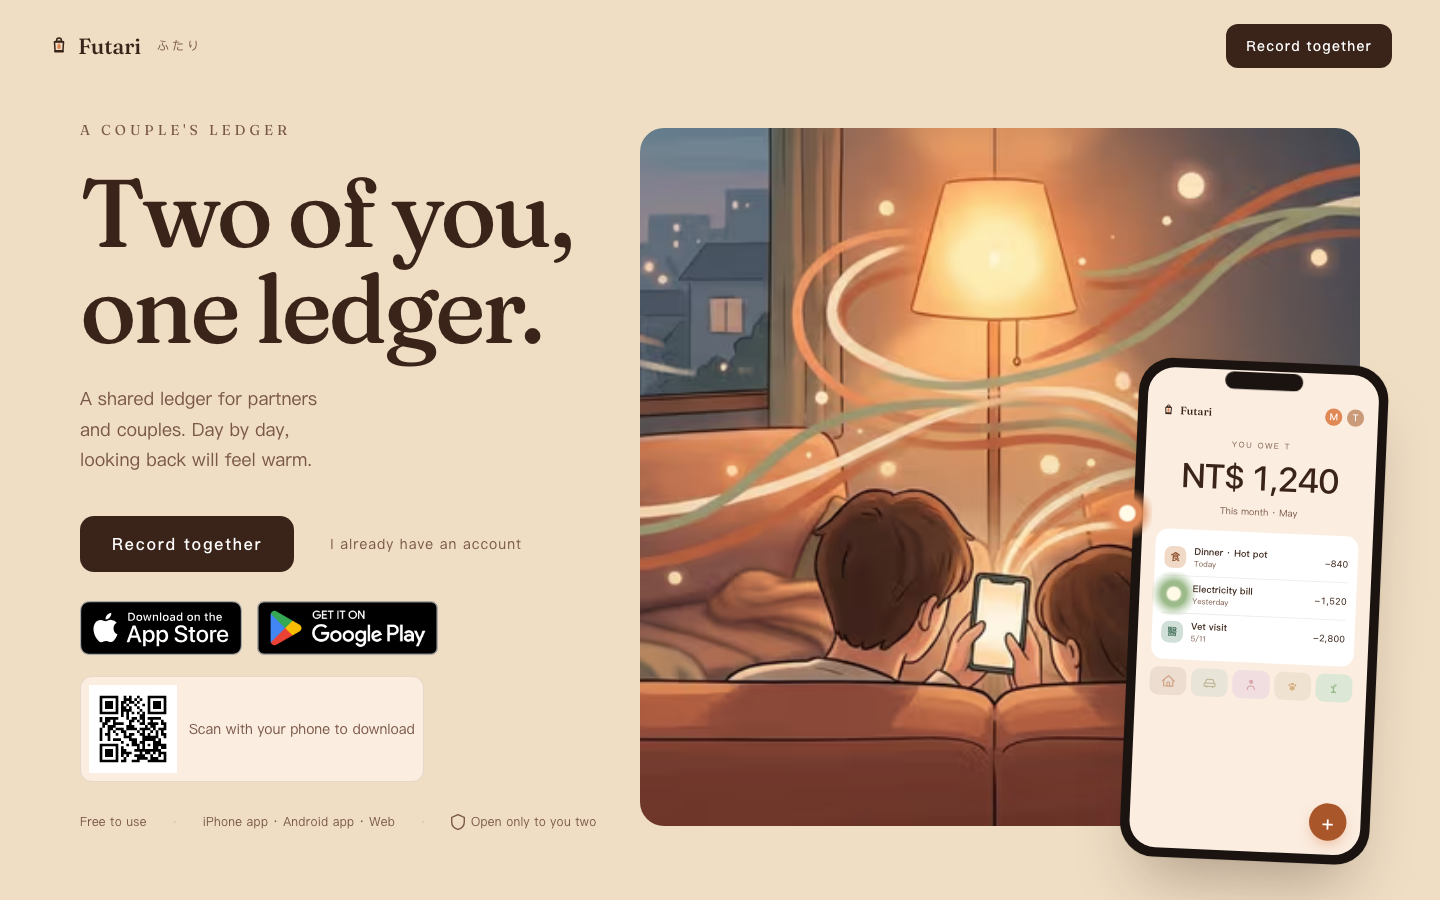 Futari ふたり
Record together
A COUPLE'S LEDGER
Two of you,
one ledger.
A shared ledger for partners
and couples. Day by day,
looking back will feel warm.
Record together
I already have an account
Download on the
App Store
GET IT ON
Google Play
Scan with your phone to download
Free to use · iPhone app · Android app · Web · Open only to you two
Futari
M T
YOU OWE T
NT$ 1,240
This month · May
食
Dinner · Hot pot
Today
−840
Electricity bill
Yesterday
−1,520
Vet visit
5/11
−2,800
+